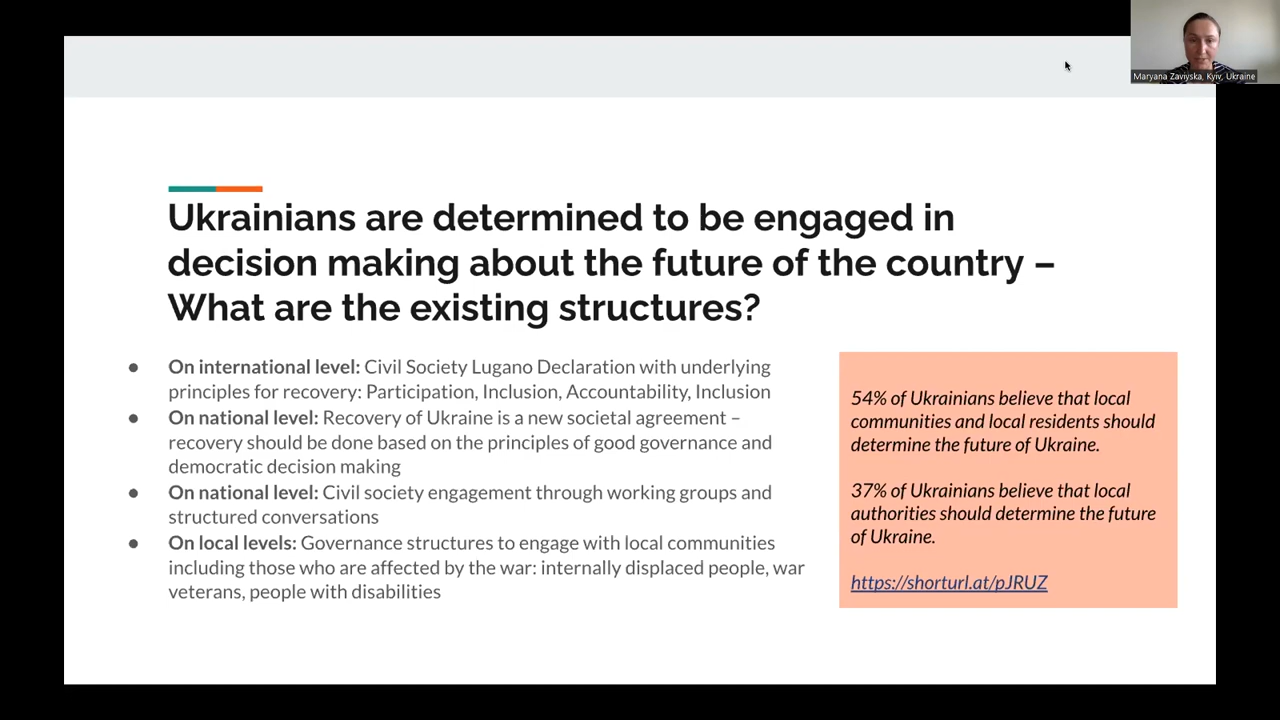 Maryana Zaviyska, Kyiv, Ukraine
Ukrainians are determined to be engaged in
decision making about the future of the country –
What are the existing structures?
● On international level: Civil Society Lugano Declaration with underlying
principles for recovery: Participation, Inclusion, Accountability, Inclusion
● On national level: Recovery of Ukraine is a new societal agreement –
recovery should be done based on the principles of good governance and
democratic decision making
● On national level: Civil society engagement through working groups and
structured conversations
● On local levels: Governance structures to engage with local communities
including those who are affected by the war: internally displaced people, war
veterans, people with disabilities
54% of Ukrainians believe that local
communities and local residents should
determine the future of Ukraine.
37% of Ukrainians believe that local
authorities should determine the future
of Ukraine.
https://shorturl.at/pJRUZ